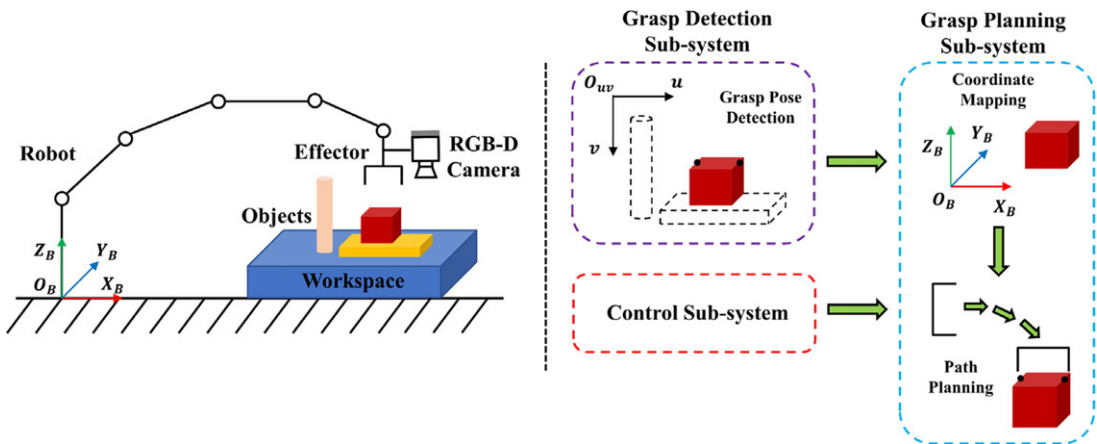 Robot
Effector
RGB-D
Camera
Objects
Workspace
Z_B
Y_B
O_B
X_B
Grasp Detection
Sub-system
O_uv
u
v
Grasp Pose
Detection
Control Sub-system
Grasp Planning
Sub-system
Coordinate
Mapping
Z_B
Y_B
O_B
X_B
Path
Planning